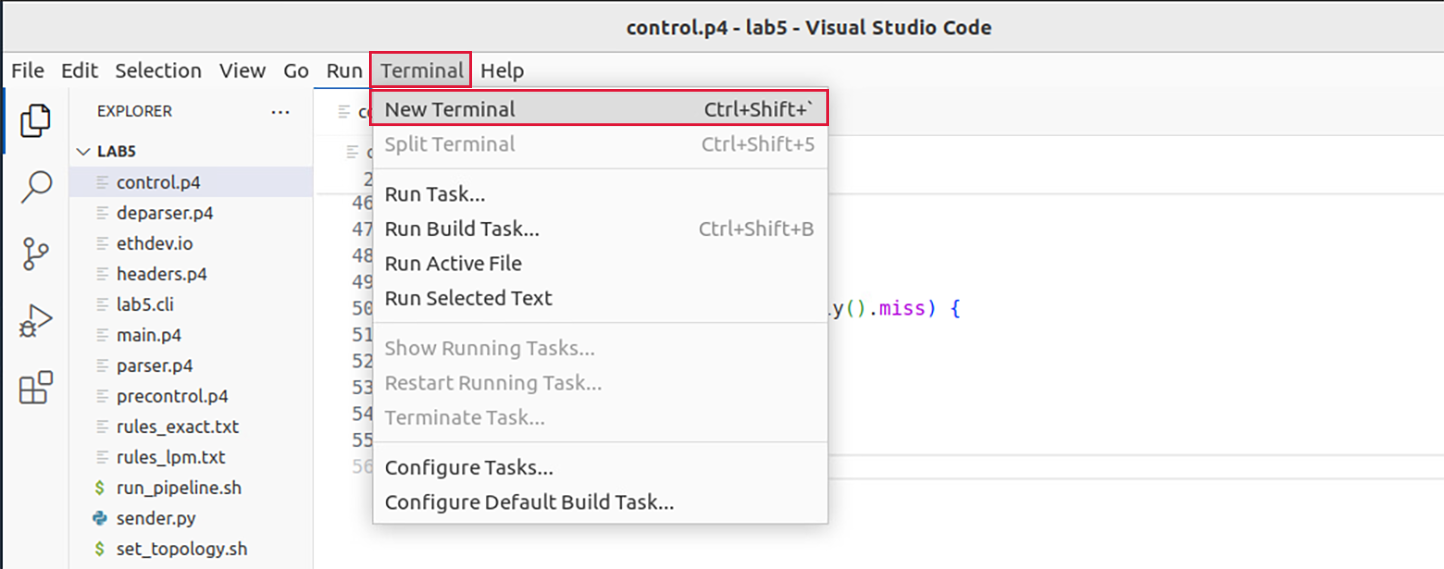 control.p4 - lab5 - Visual Studio Code
File Edit Selection View Go Run Terminal Help
EXPLORER ···
LAB5
control.p4
deparser.p4
ethdev.io
headers.p4
lab5.cli
main.p4
parser.p4
precontrol.p4
rules_exact.txt
rules_lpm.txt
$ run_pipeline.sh
sender.py
$ set_topology.sh
New Terminal Ctrl+Shift+`
Split Terminal Ctrl+Shift+5
Run Task...
Run Build Task... Ctrl+Shift+B
Run Active File
Run Selected Text
Show Running Tasks...
Restart Running Task...
Terminate Task...
Configure Tasks...
Configure Default Build Task...
46
47
48
49
50 y().miss) {
51
52
53
54
55
56